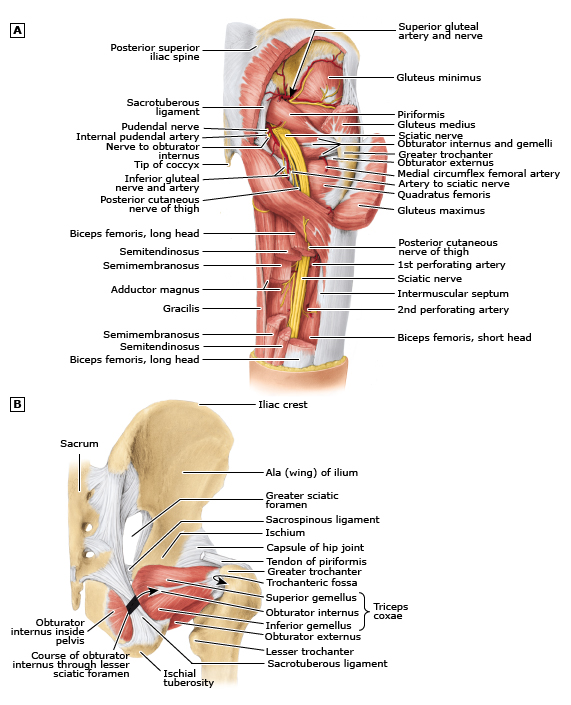 A
Posterior superior
iliac spine
Sacrotuberous
ligament
Pudendal nerve
Internal pudendal artery
Nerve to obturator
internus
Tip of coccyx
Inferior gluteal
nerve and artery
Posterior cutaneous
nerve of thigh
Biceps femoris, long head
Semitendinosus
Semimembranosus
Adductor magnus
Gracilis
Semimembranosus
Semitendinosus
Biceps femoris, long head
Superior gluteal
artery and nerve
Gluteus minimus
Piriformis
Gluteus medius
Sciatic nerve
Obturator internus and gemelli
Greater trochanter
Obturator externus
Medial circumflex femoral artery
Artery to sciatic nerve
Quadratus femoris
Gluteus maximus
Posterior cutaneous
nerve of thigh
1st perforating artery
Sciatic nerve
Intermuscular septum
2nd perforating artery
Biceps femoris, short head
B
Sacrum
Obturator
internus inside
pelvis
Course of obturator
internus through lesser
sciatic foramen
Ischial
tuberosity
Iliac crest
Ala (wing) of ilium
Greater sciatic
foramen
Sacrospinous ligament
Ischium
Capsule of hip joint
Tendon of piriformis
Greater trochanter
Trochanteric fossa
Superior gemellus
Obturator internus
Inferior gemellus
Triceps
coxae
Obturator externus
Lesser trochanter
Sacrotuberous ligament